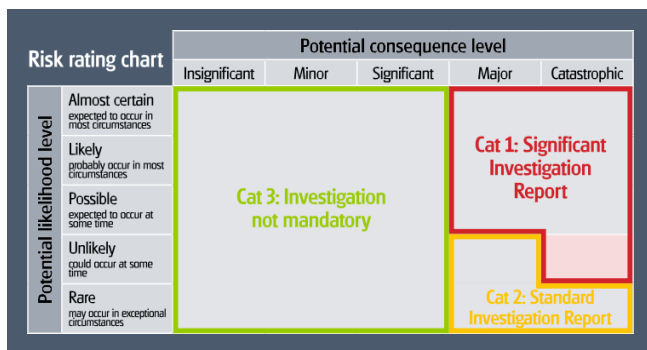 Risk rating chart
Potential consequence level
Insignificant
Minor
Significant
Major
Catastrophic
Potential likelihood level
Almost certain
expected to occur in
most circumstances
Likely
probably occur in most
circumstances
Possible
expected to occur at
some time
Unlikely
could occur at some
time
Rare
may occur in exceptional
circumstances
Cat 3: Investigation
not mandatory
Cat 1: Significant
Investigation
Report
Cat 2: Standard
Investigation Report